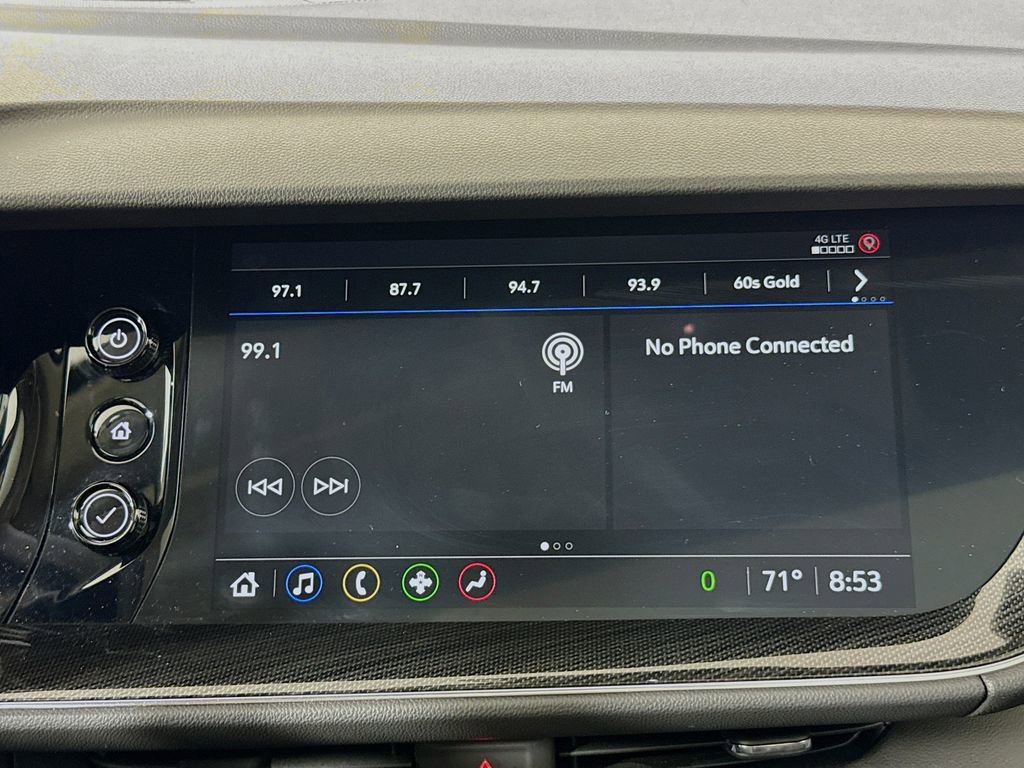 4G LTE
97.1 87.7 94.7 93.9 60s Gold
99.1 No Phone Connected
FM
0 71° 8:53